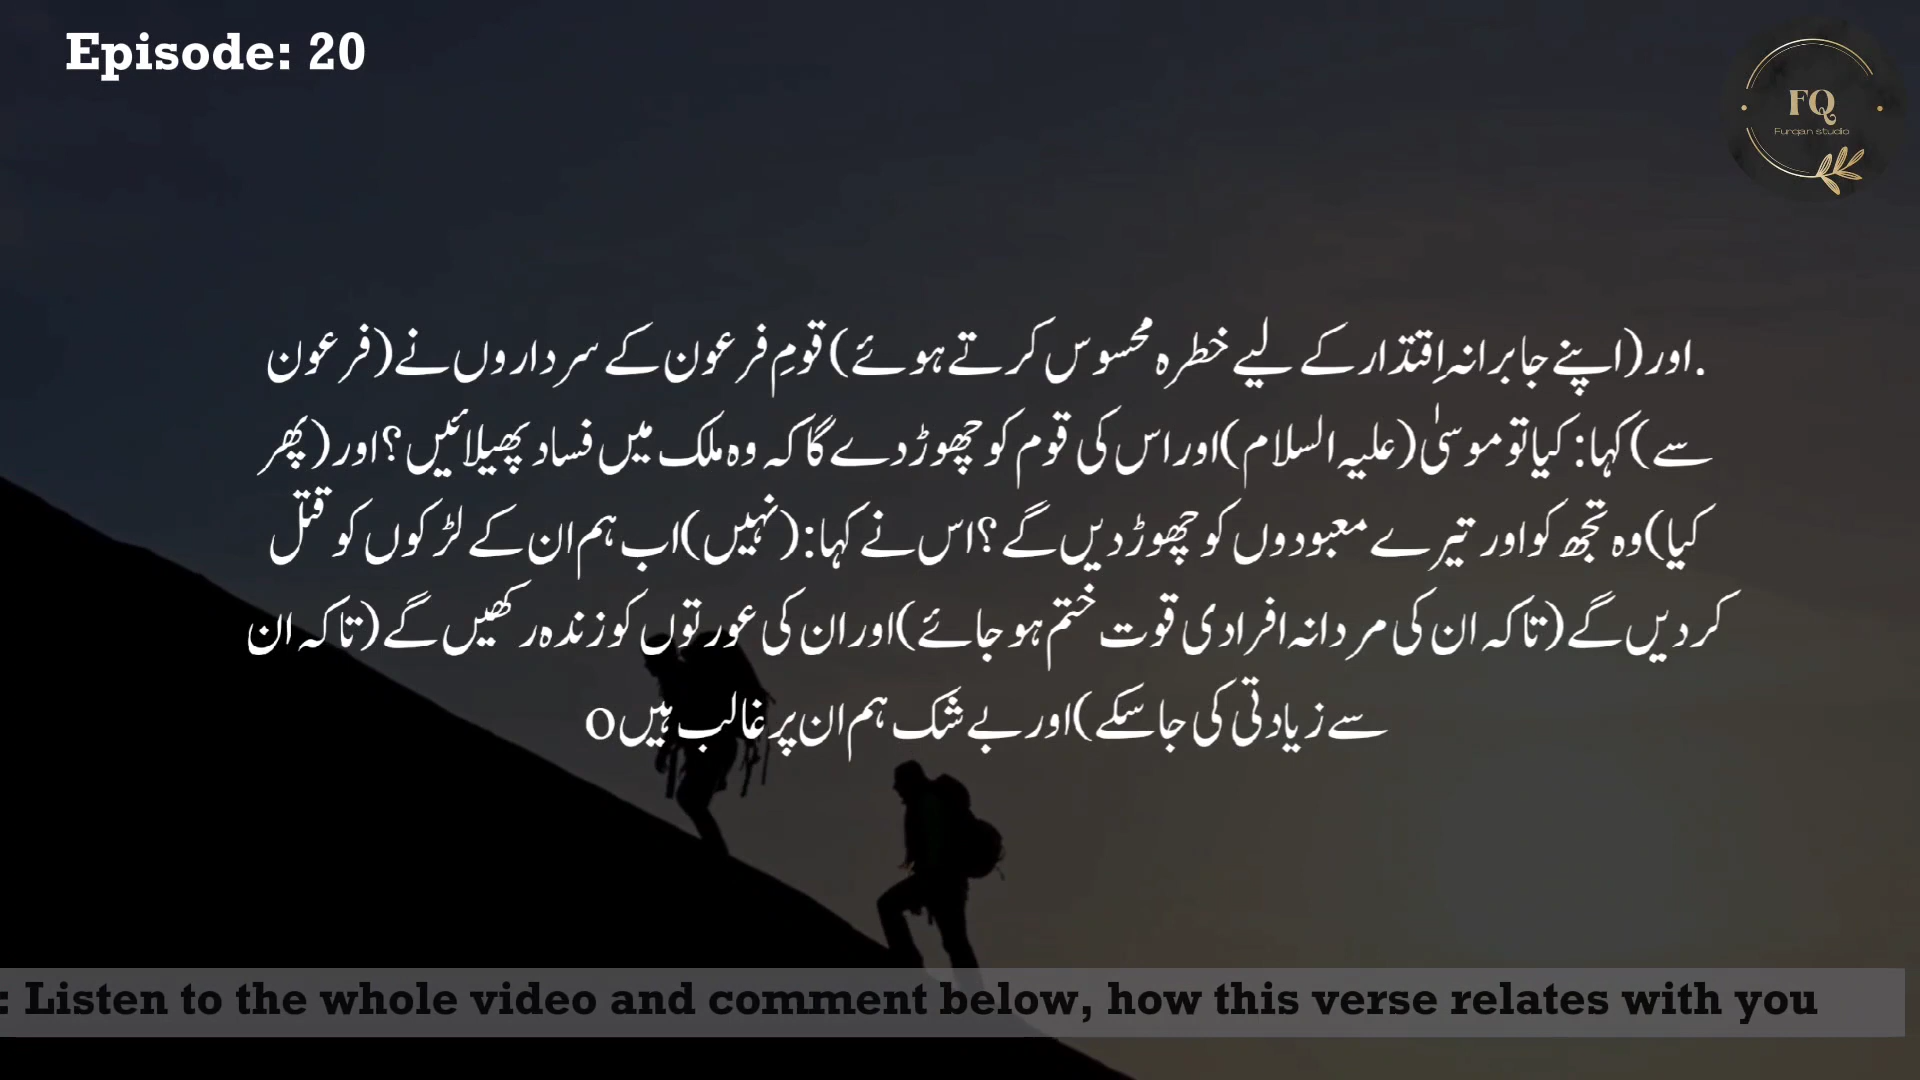 Episode: 20
FQ
Furqan studio
.اور (اپنے جابرانہ اِقتدار کے لیے خطرہ محسوس کرتے ہوئے) قومِ فرعون کے سرداروں نے (فرعون
سے) کہا: کیا تو موسیٰ (علیہ السلام) اور اس کی قوم کو چھوڑ دے گا کہ وہ ملک میں فساد پھیلائیں؟ اور (پھر
کیا) وہ تجھ کو اور تیرے معبودوں کو چھوڑ دیں گے؟ اس نے کہا: (نہیں) اب ہم ان کے لڑکوں کو قتل
کر دیں گے (تاکہ ان کی مردانہ افرادی قوت ختم ہو جائے) اور ان کی عورتوں کو زندہ رکھیں گے (تاکہ ان
سے زیادتی کی جا سکے) اور بے شک ہم ان پر غالب ہیںo
: Listen to the whole video and comment below, how this verse relates with you